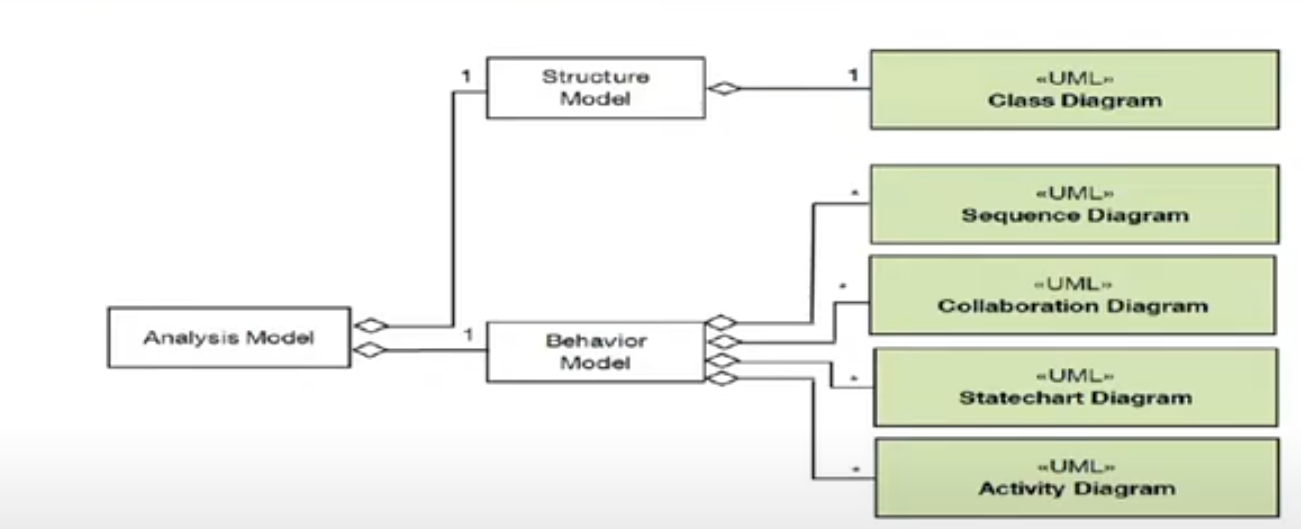 1
Structure
Model
1
«UML»
Class Diagram
*
«UML»
Sequence Diagram
*
«UML»
Collaboration Diagram
Analysis Model
1
Behavior
Model
*
«UML»
Statechart Diagram
*
«UML»
Activity Diagram